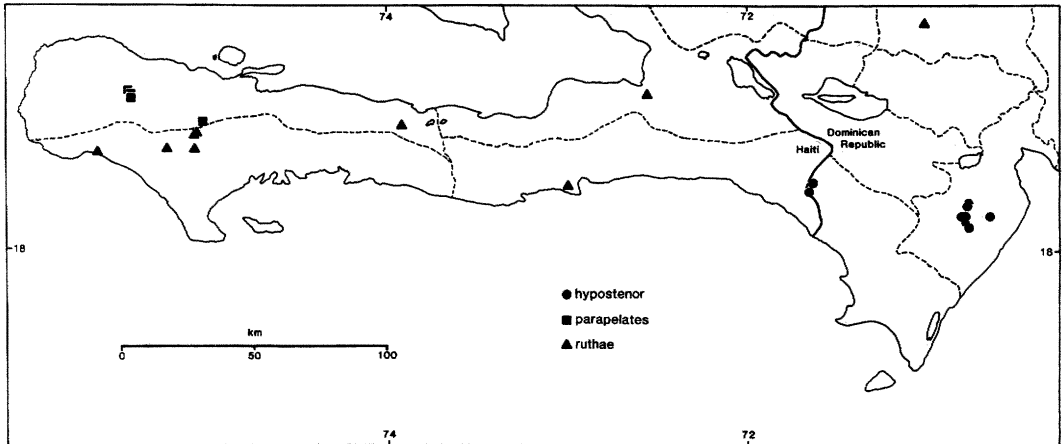 74
72
Dominican
Republic
Haiti
18
18
hypostenor
parapelates
ruthae
km
0 50 100
74
72